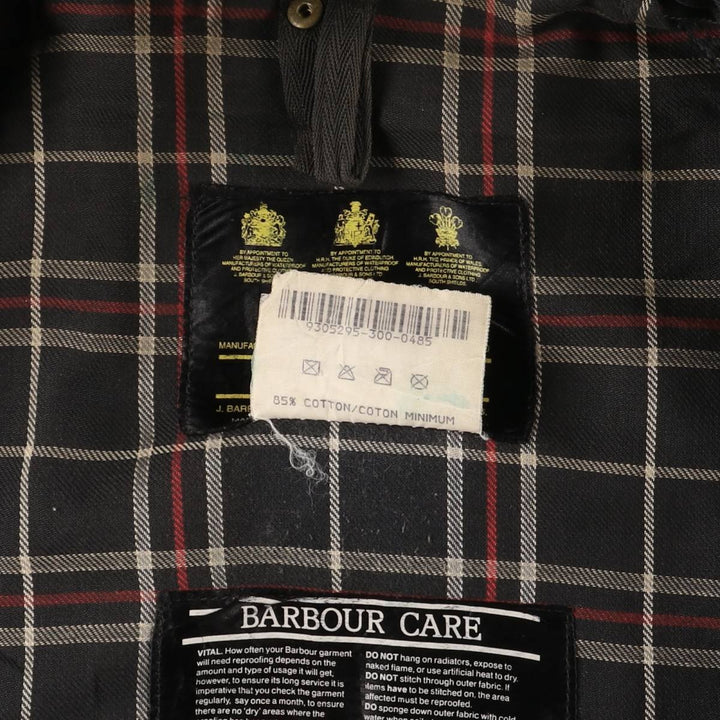 BY APPOINTMENT TO
HER MAJESTY THE QUEEN
MANUFACTURERS OF WATERPROOF
AND PROTECTIVE CLOTHING
J. BARBOUR & SONS LTD
SOUTH
BY APPOINTMENT TO
H.R.H. THE DUKE OF EDINBURGH
MANUFACTURERS OF WATERPROOF
AND PROTECTIVE CLOTHING
J. BARBOUR & SONS LTD
BY APPOINTMENT TO
H.R.H. THE PRINCE OF WALES
MANUFACTURERS OF WATERPROOF
AND PROTECTIVE CLOTHING
J. BARBOUR & SONS LTD
SOUTH SHIELDS
9305295-300-0485
85% COTTON/COTON MINIMUM
MANUFA
J. BAR
BARBOUR CARE
VITAL. How often your Barbour garment
will need reproofing depends on the
amount and type of usage it will get,
however, to ensure its long service it is
imperative that you check the garment
regularly, say once a month, to ensure
there are no 'dry' areas where the
DO NOT hang on radiators, expose to
naked flame, or use artificial heat to dry.
DO NOT stitch through outer fabric. If
items have to be stitched on, the area
affected must be reproofed.
DO sponge down outer fabric with cold